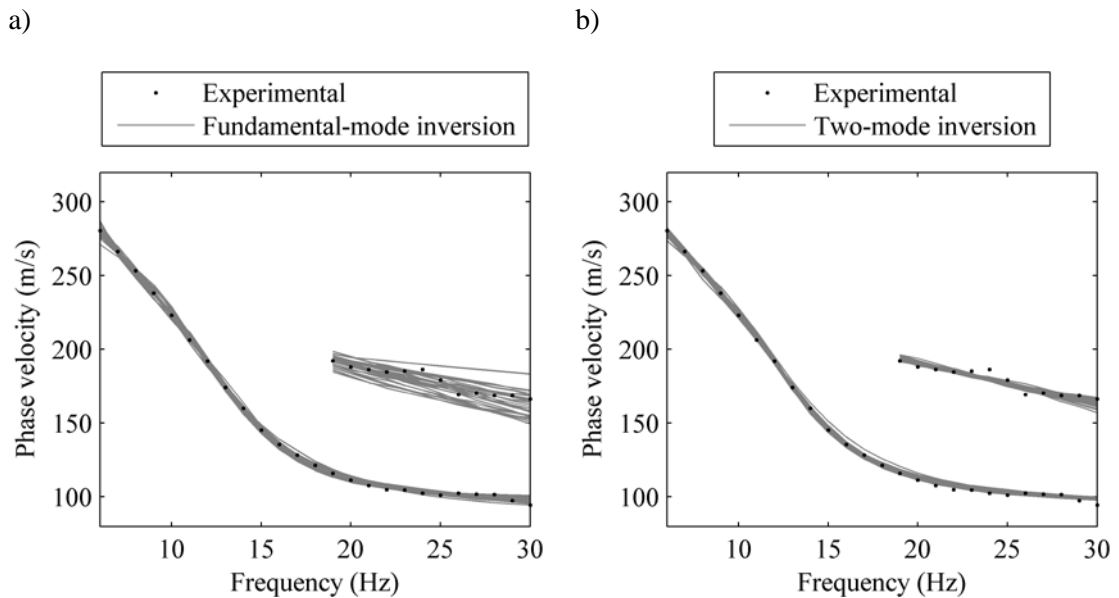 a)
Experimental
Fundamental-mode inversion
Phase velocity (m/s)
300
250
200
150
100
10
15
20
25
30
Frequency (Hz)
b)
Experimental
Two-mode inversion
Phase velocity (m/s)
300
250
200
150
100
10
15
20
25
30
Frequency (Hz)